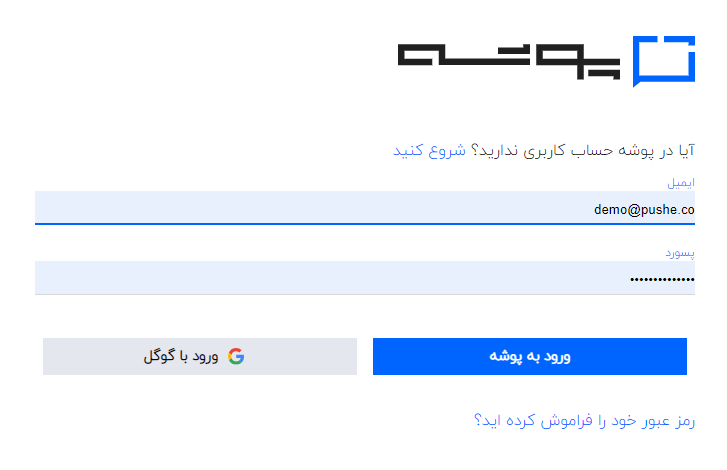 پوشه
آیا در پوشه حساب کاربری ندارید؟ شروع کنید
ایمیل
demo@pushe.co
پسورد
••••••••••••••
ورود به پوشه
ورود با گوگل
رمز عبور خود را فراموش کرده اید؟